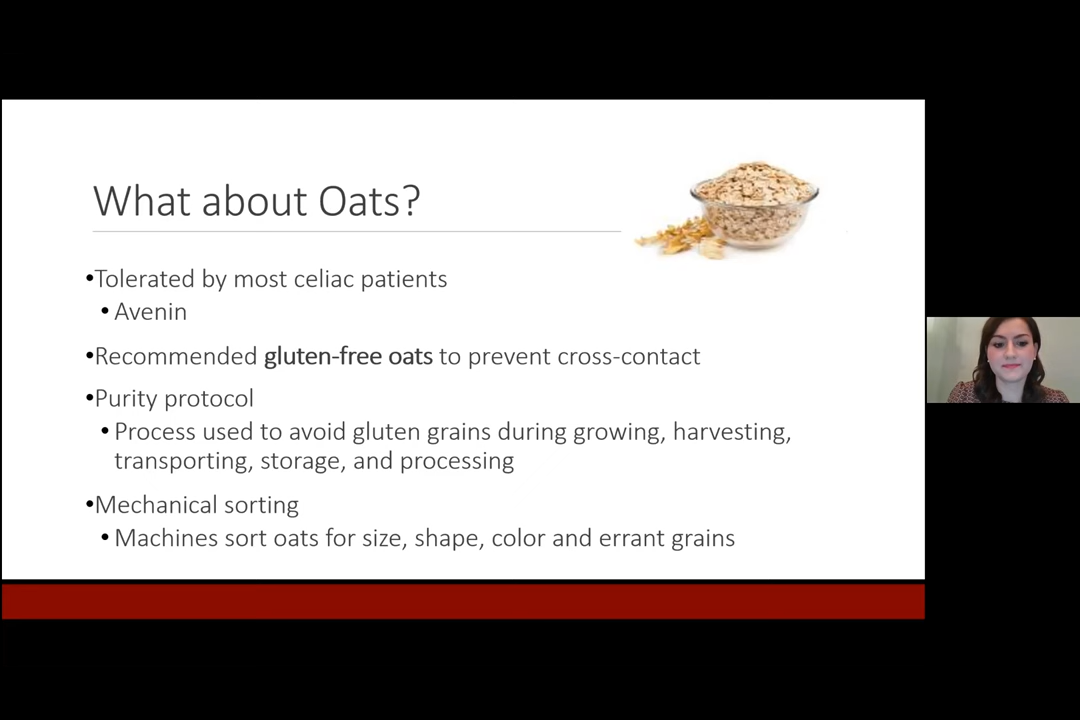 What about Oats?
•Tolerated by most celiac patients
• Avenin
•Recommended gluten-free oats to prevent cross-contact
•Purity protocol
• Process used to avoid gluten grains during growing, harvesting,
transporting, storage, and processing
•Mechanical sorting
• Machines sort oats for size, shape, color and errant grains